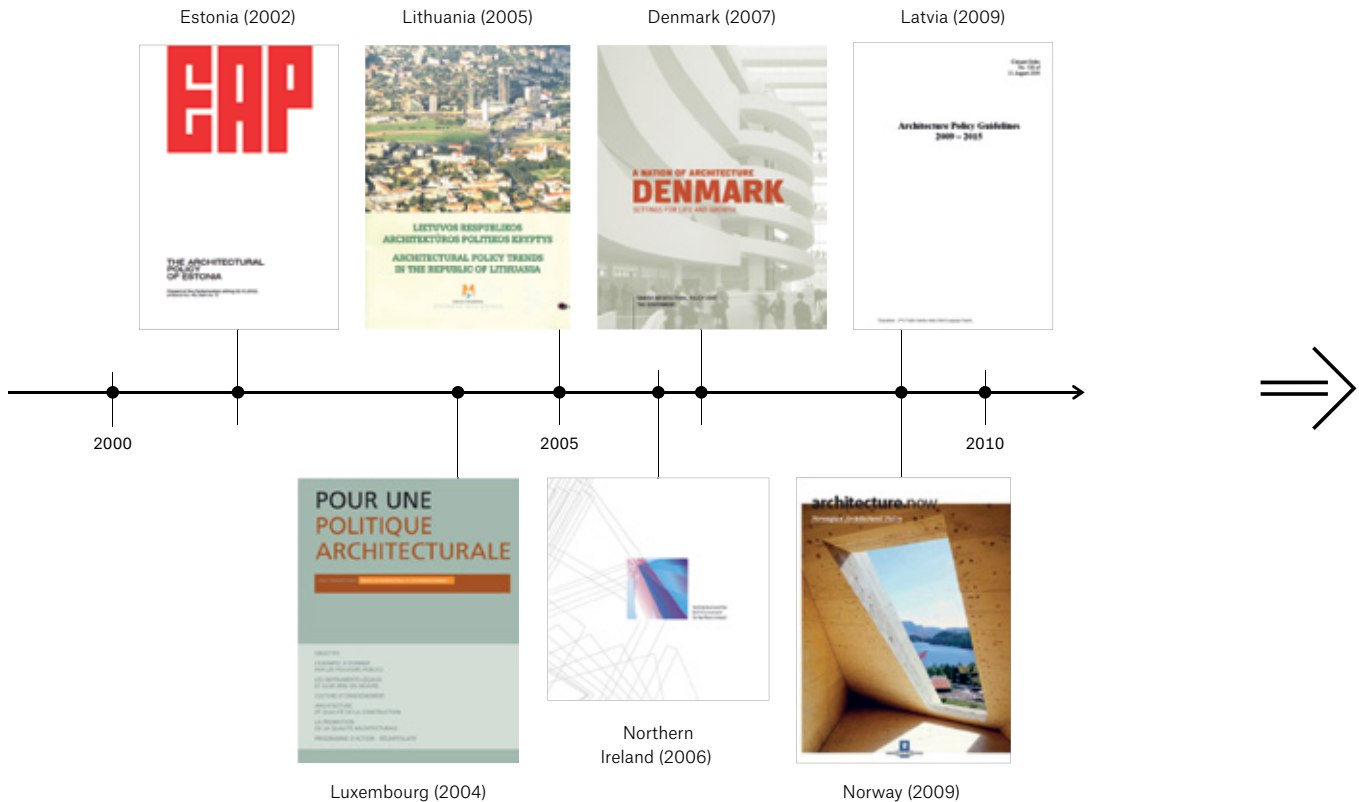 Estonia (2002)
Lithuania (2005)
Denmark (2007)
Latvia (2009)
EAP
THE ARCHITECTURAL
POLICY
OF ESTONIA
LIETUVOS RESPUBLIKOS
ARCHITEKTŪROS POLITIKOS KRYPTYS
ARCHITECTURAL POLICY TRENDS
IN THE REPUBLIC OF LITHUANIA
A NATION OF ARCHITECTURE
DENMARK
SETTINGS FOR LIFE AND GROWTH
Architecture Policy Guidelines
2009 – 2015
2000
2005
2010
POUR UNE
POLITIQUE
ARCHITECTURALE
architecture.now
Norwegian Architectural Policy
Northern
Ireland (2006)
Luxembourg (2004)
Norway (2009)